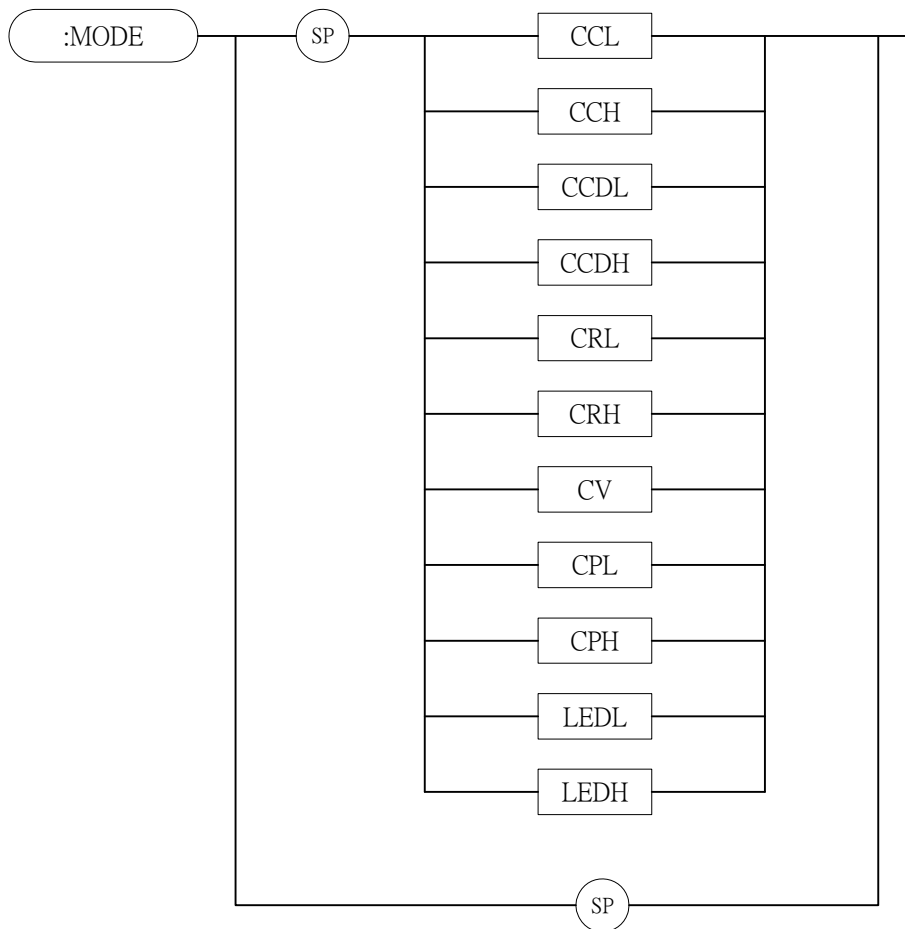 :MODE SP CCL
CCH
CCDL
CCDH
CRL
CRH
CV
CPL
CPH
LEDL
LEDH
SP